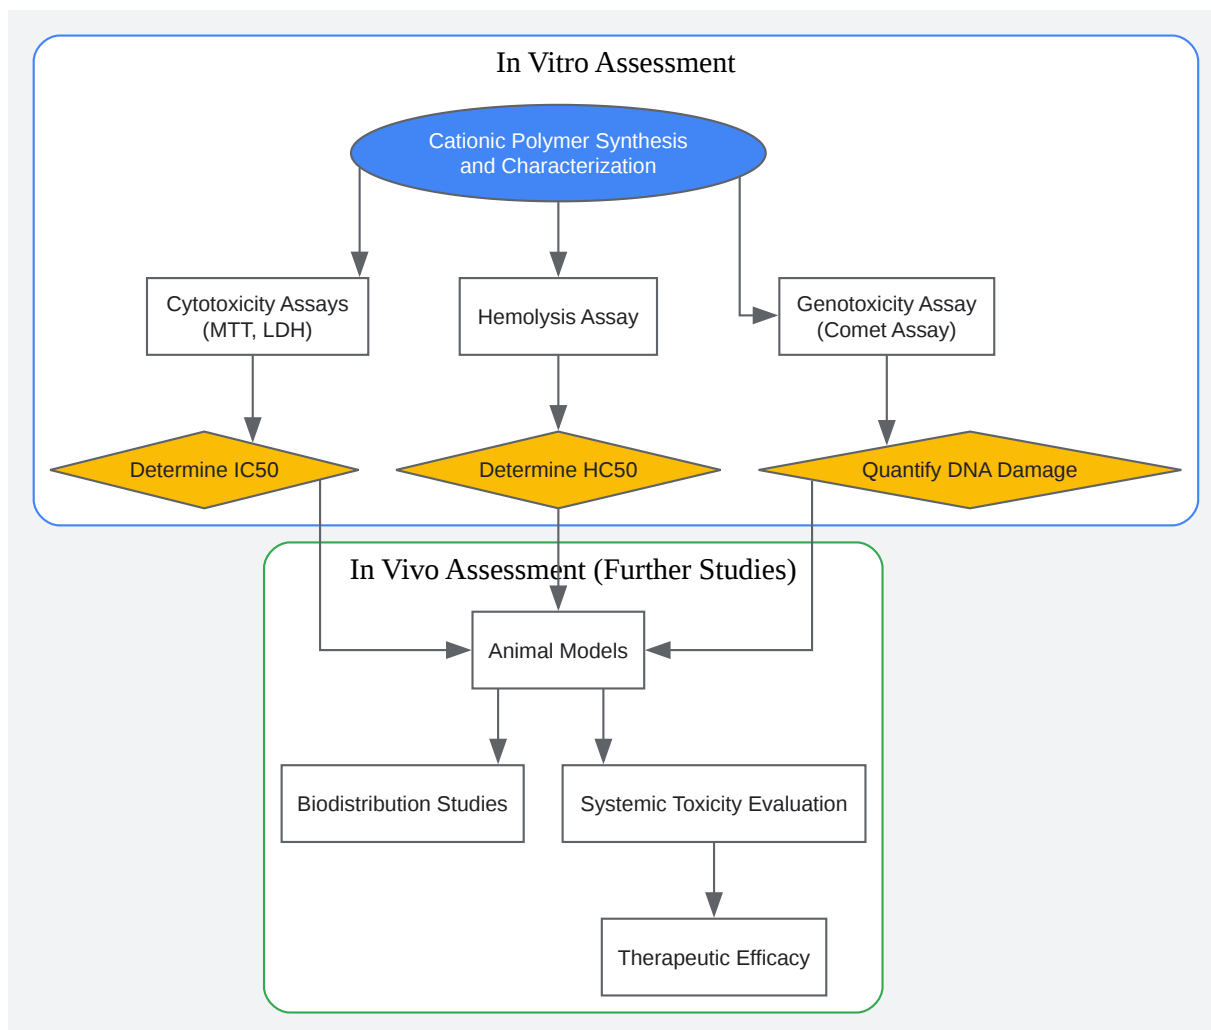 In Vitro Assessment
Cationic Polymer Synthesis
and Characterization
Cytotoxicity Assays
(MTT, LDH)
Hemolysis Assay
Genotoxicity Assay
(Comet Assay)
Determine IC50
Determine HC50
Quantify DNA Damage
In Vivo Assessment (Further Studies)
Animal Models
Biodistribution Studies
Systemic Toxicity Evaluation
Therapeutic Efficacy